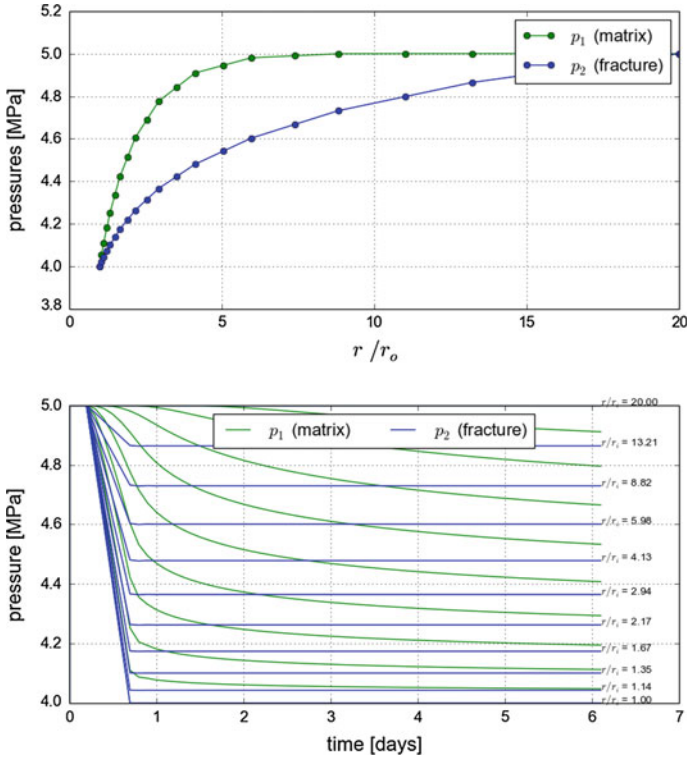 5.2
5.0
4.8
4.6
4.4
4.2
4.0
3.8
pressures [MPa]
p₁ (matrix)
p₂ (fracture)
0 5 10 15 20
r /rₒ
5.0
4.8
4.6
4.4
4.2
4.0
pressure [MPa]
p₁ (matrix) p₂ (fracture)
r/rᵢ = 20.00
r/rᵢ = 13.21
r/rᵢ = 8.82
r/rᵢ = 5.98
r/rᵢ = 4.13
r/rᵢ = 2.94
r/rᵢ = 2.17
r/rᵢ = 1.67
r/rᵢ = 1.35
r/rᵢ = 1.14
r/rᵢ = 1.00
0 1 2 3 4 5 6 7
time [days]